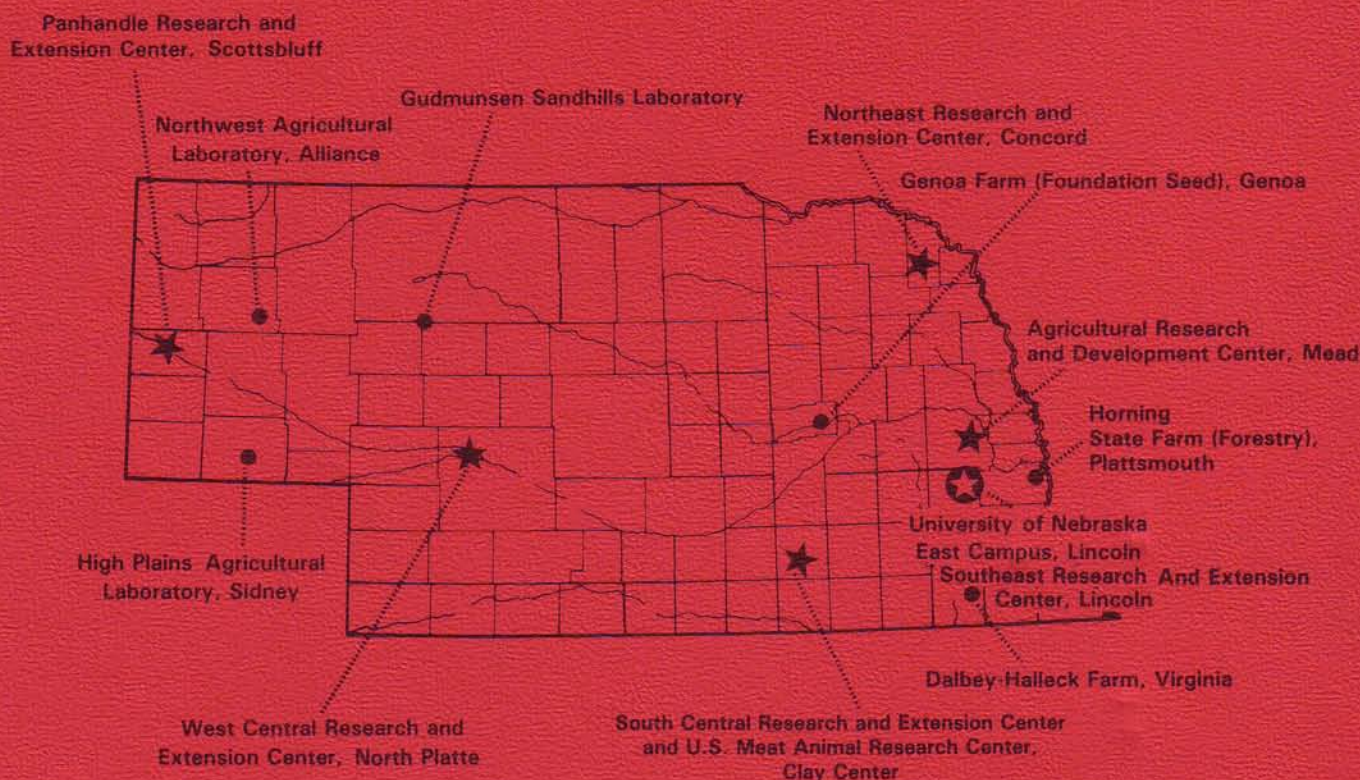 Panhandle Research and
Extension Center, Scottsbluff
Northwest Agricultural
Laboratory, Alliance
Gudmunsen Sandhills Laboratory
Northeast Research and
Extension Center, Concord
Genoa Farm (Foundation Seed), Genoa
Agricultural Research
and Development Center, Mead
Horning
State Farm (Forestry),
Plattsmouth
University of Nebraska
East Campus, Lincoln
Southeast Research And Extension
Center, Lincoln
High Plains Agricultural
Laboratory, Sidney
Dalbey-Halleck Farm, Virginia
West Central Research and
Extension Center, North Platte
South Central Research and Extension Center
and U.S. Meat Animal Research Center,
Clay Center